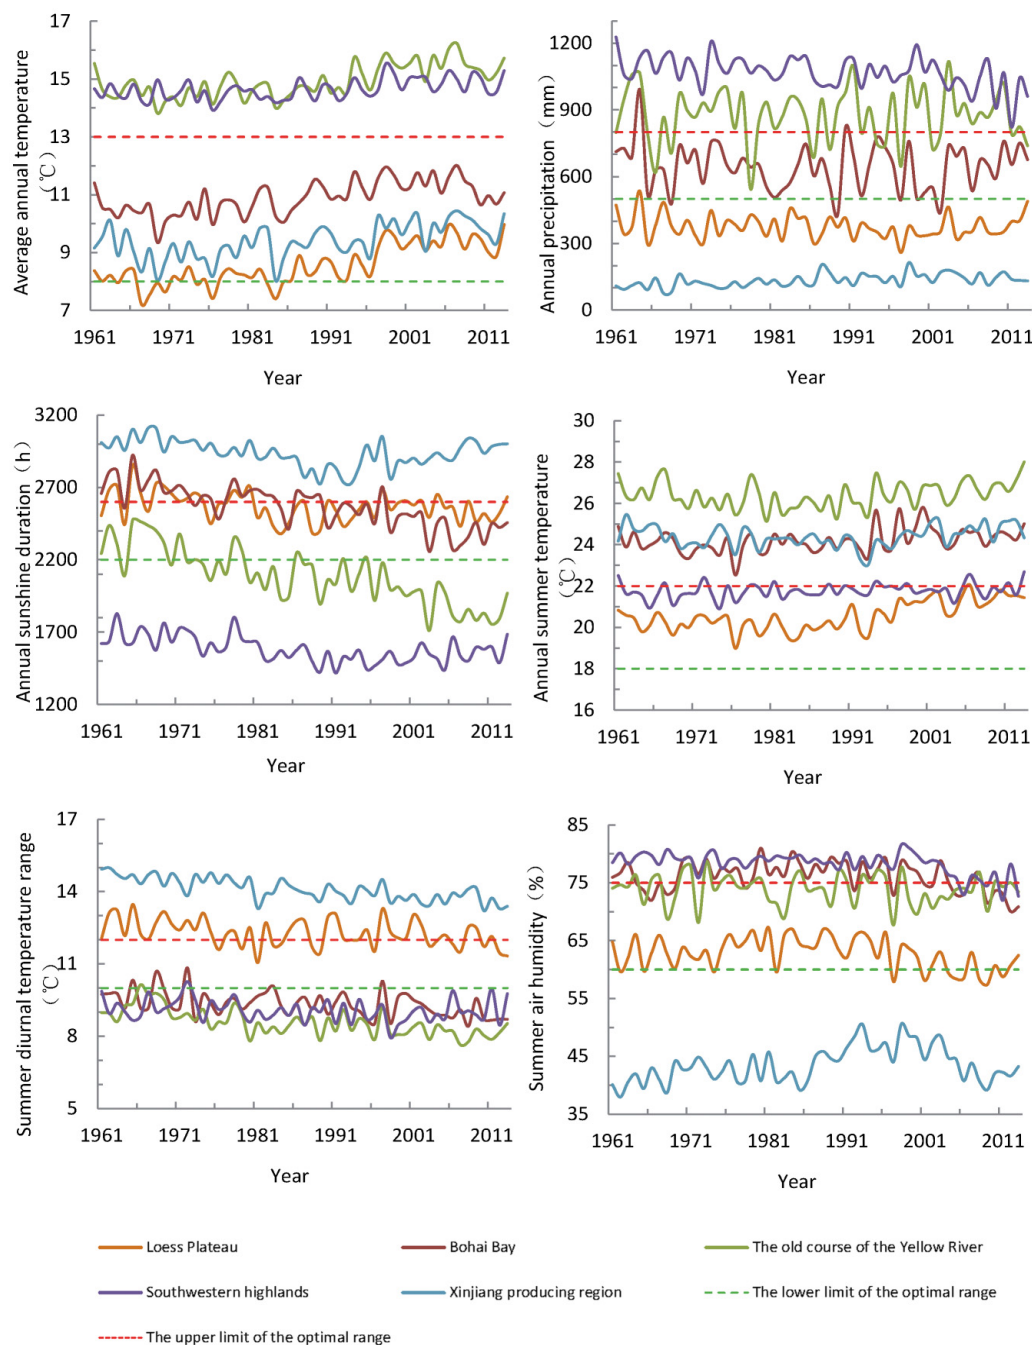 Average annual temperature
（℃）
17
15
13
11
9
7
1961 1971 1981 1991 2001 2011
Year
Annual precipitation（mm）
1200
900
600
300
0
1961 1971 1981 1991 2001 2011
Year
Annual sunshine duration（h）
3200
2700
2200
1700
1200
1961 1971 1981 1991 2001 2011
Year
Annual summer temperature
（℃）
30
28
26
24
22
20
18
16
1961 1971 1981 1991 2001 2011
Year
Summer diurnal temperature range
（℃）
17
14
11
8
5
1961 1971 1981 1991 2001 2011
Year
Summer air humidity（%）
85
75
65
55
45
35
1961 1971 1981 1991 2001 2011
Year
Loess Plateau
Bohai Bay
The old course of the Yellow River
Southwestern highlands
Xinjiang producing region
The lower limit of the optimal range
The upper limit of the optimal range